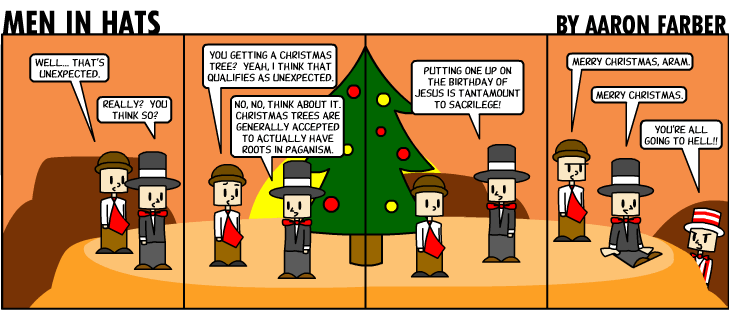 MEN IN HATS
BY AARON FARBER
WELL... THAT'S
UNEXPECTED.
REALLY? YOU
THINK SO?
YOU GETTING A CHRISTMAS
TREE? YEAH, I THINK THAT
QUALIFIES AS UNEXPECTED.
NO, NO, THINK ABOUT IT.
CHRISTMAS TREES ARE
GENERALLY ACCEPTED
TO ACTUALLY HAVE
ROOTS IN PAGANISM.
PUTTING ONE UP ON
THE BIRTHDAY OF
JESUS IS TANTAMOUNT
TO SACRILEGE!
MERRY CHRISTMAS, ARAM.
MERRY CHRISTMAS.
YOU'RE ALL
GOING TO HELL!!